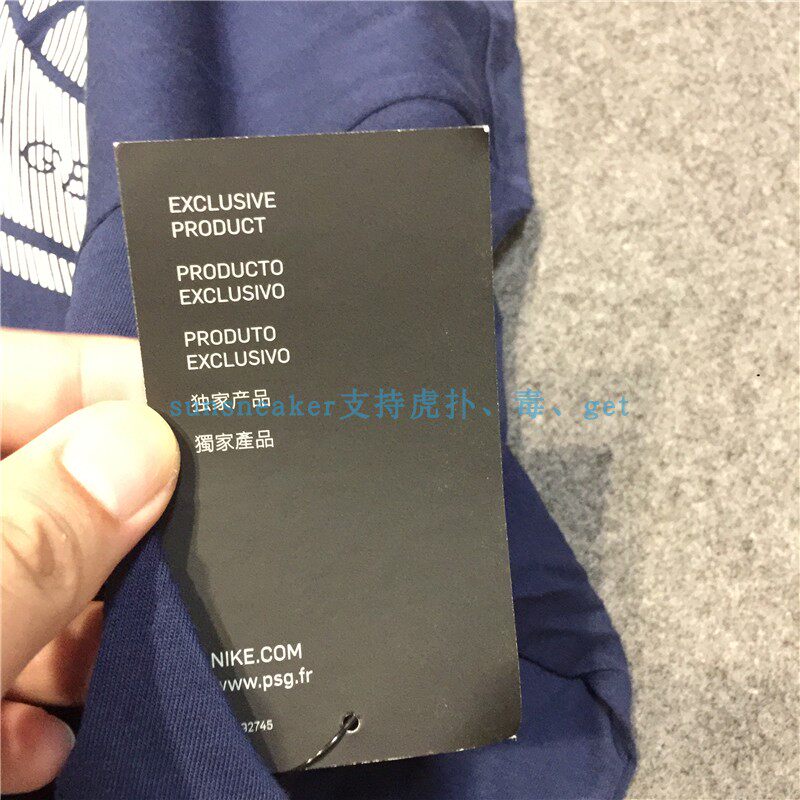 EXCLUSIVE
PRODUCT
PRODUCTO
EXCLUSIVO
PRODUTO
EXCLUSIVO
独家产品
sunsneaker支持虎扑、毒、get
獨家產品
NIKE.COM
www.psg.fr
92745